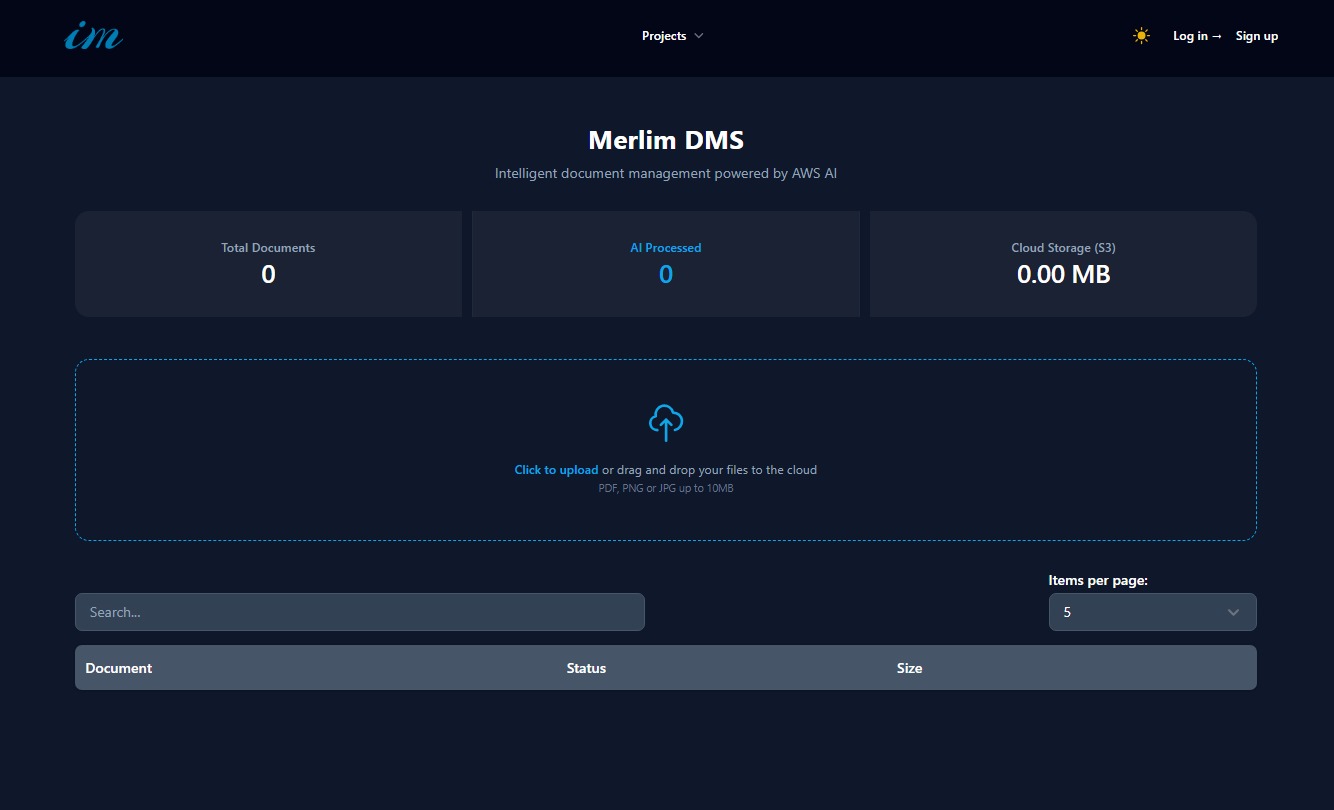 im
Projects
Log in →
Sign up
Merlim DMS
Intelligent document management powered by AWS AI
Total Documents
0
AI Processed
0
Cloud Storage (S3)
0.00 MB
Click to upload or drag and drop your files to the cloud
PDF, PNG or JPG up to 10MB
Items per page:
Search...
5
Document
Status
Size